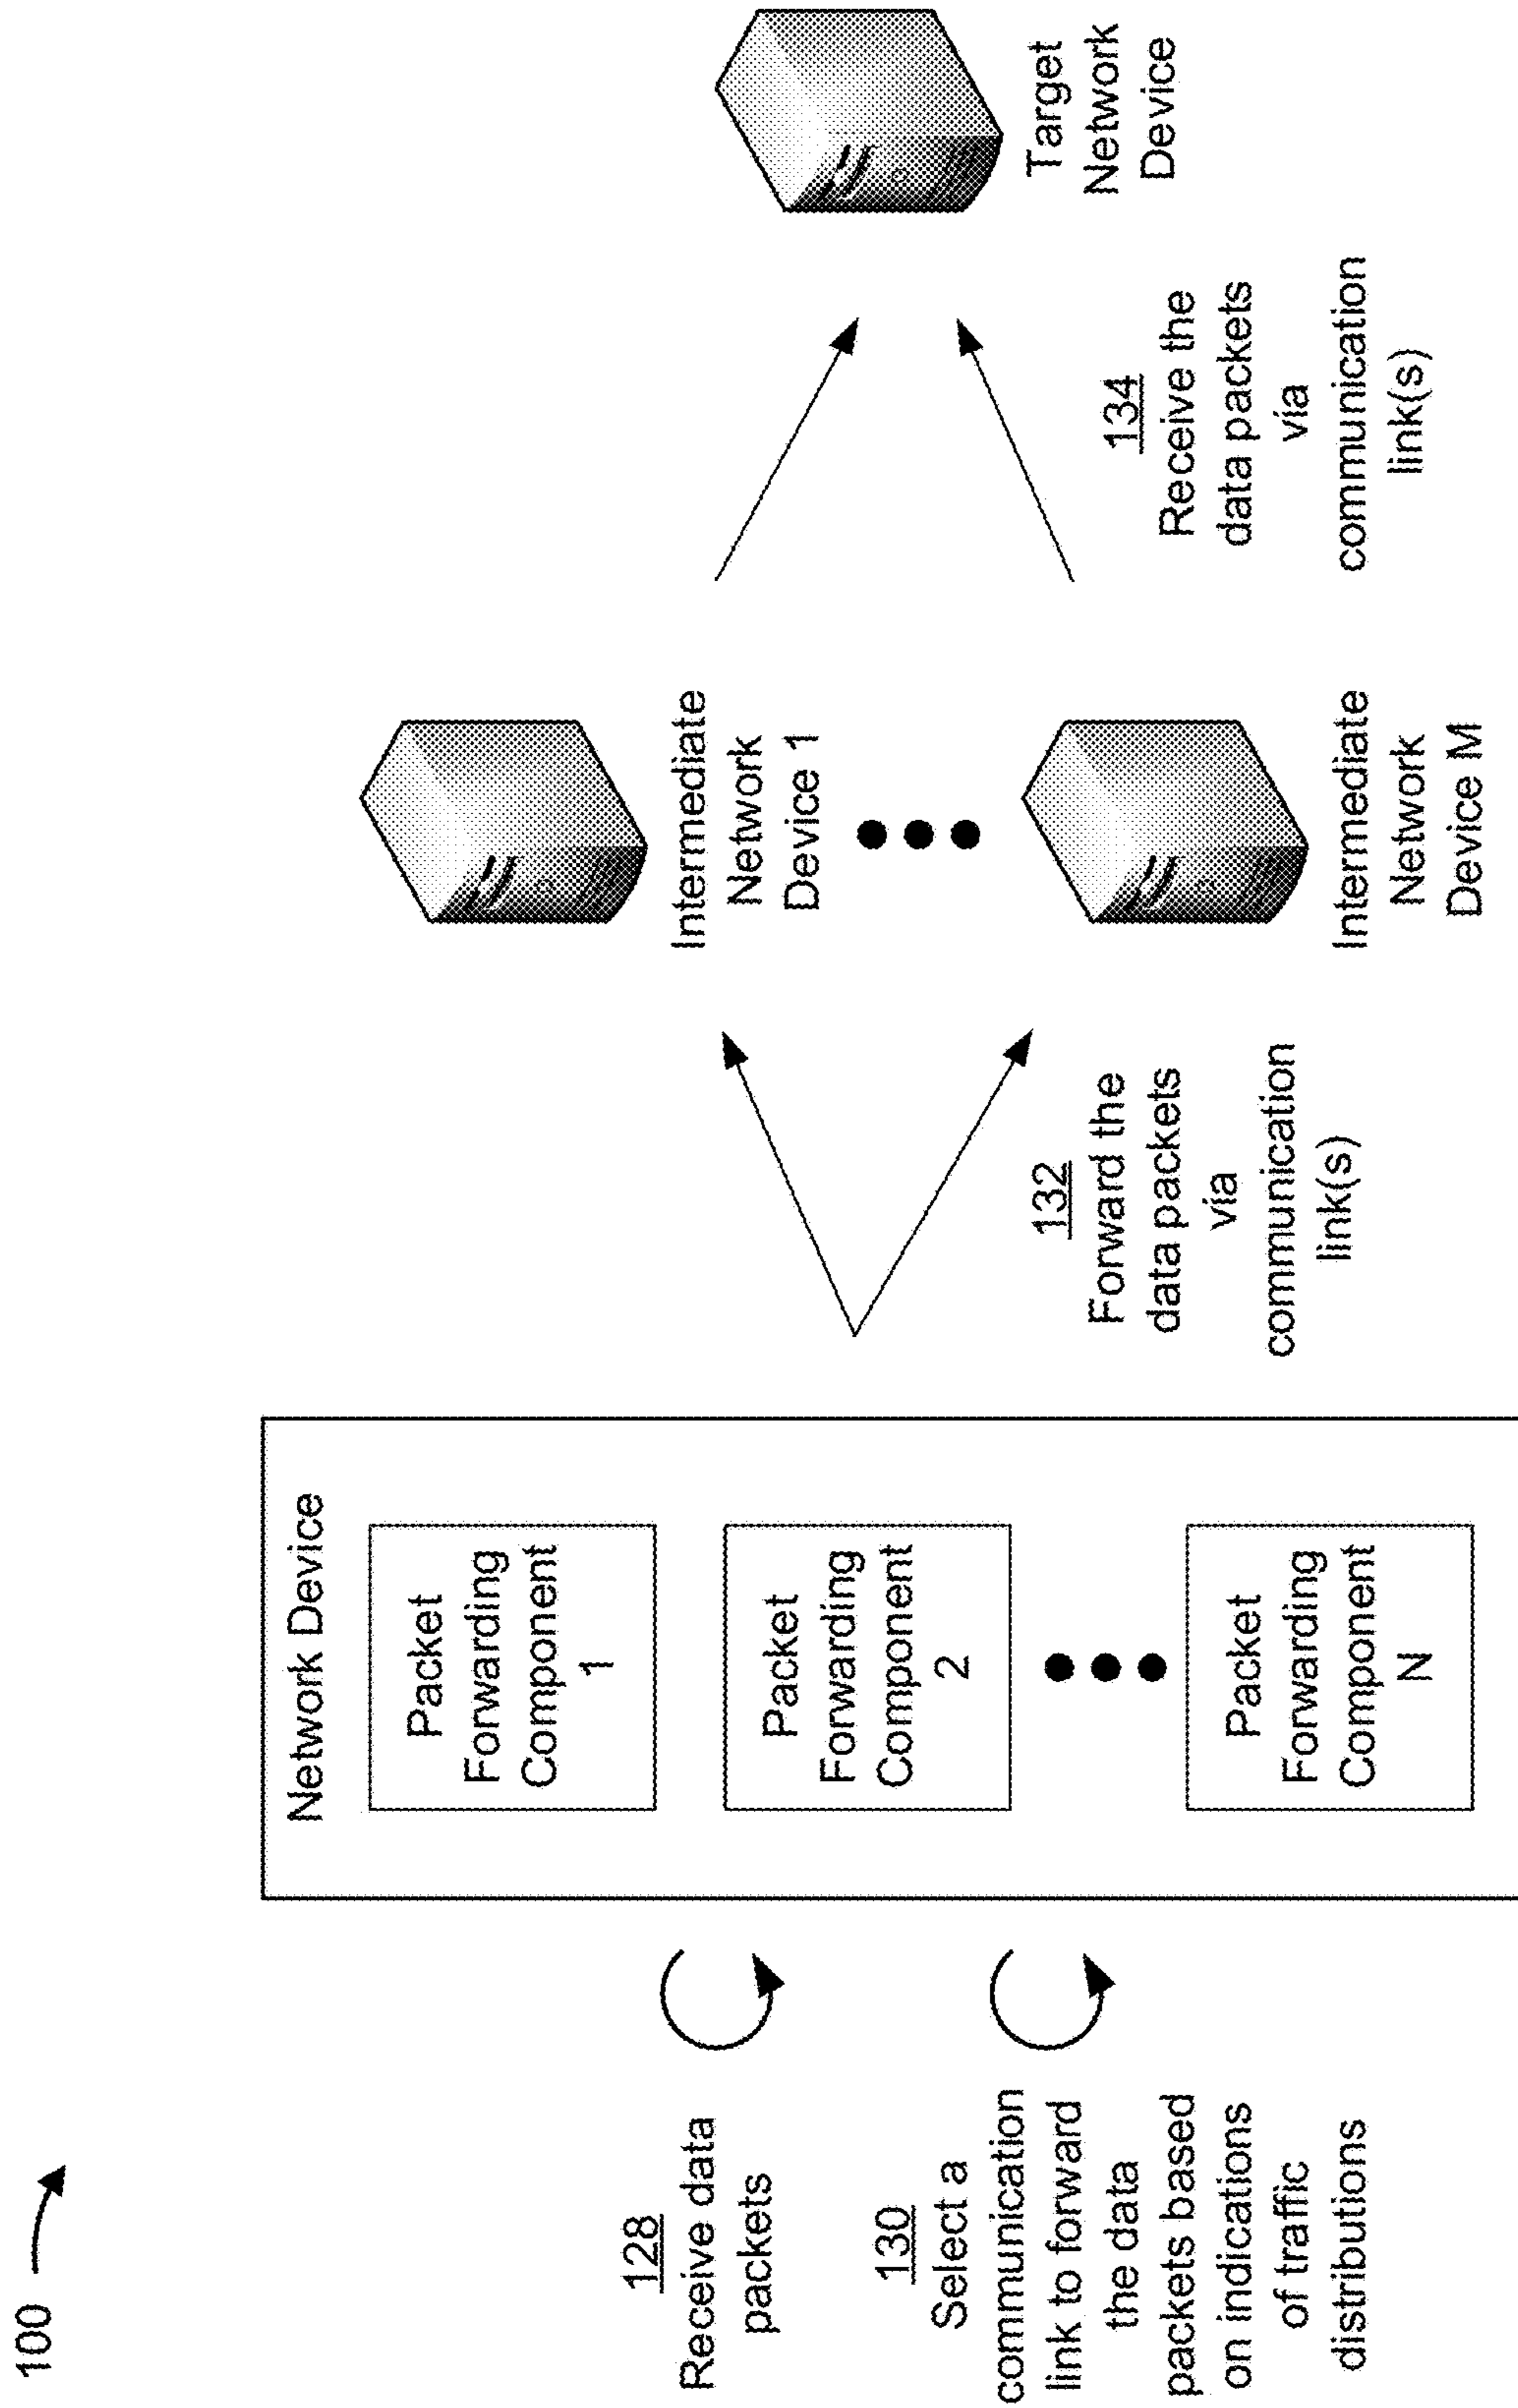 100
128
Receive data
packets
130
Select a
communication
link to forward
the data
packets based
on indications
of traffic
distributions
Network Device
Packet
Forwarding
Component
1
Packet
Forwarding
Component
2
Packet
Forwarding
Component
N
132
Forward the
data packets
via
communication
link(s)
Intermediate
Network
Device 1
Intermediate
Network
Device M
134
Receive the
data packets
via
communication
link(s)
Target
Network
Device